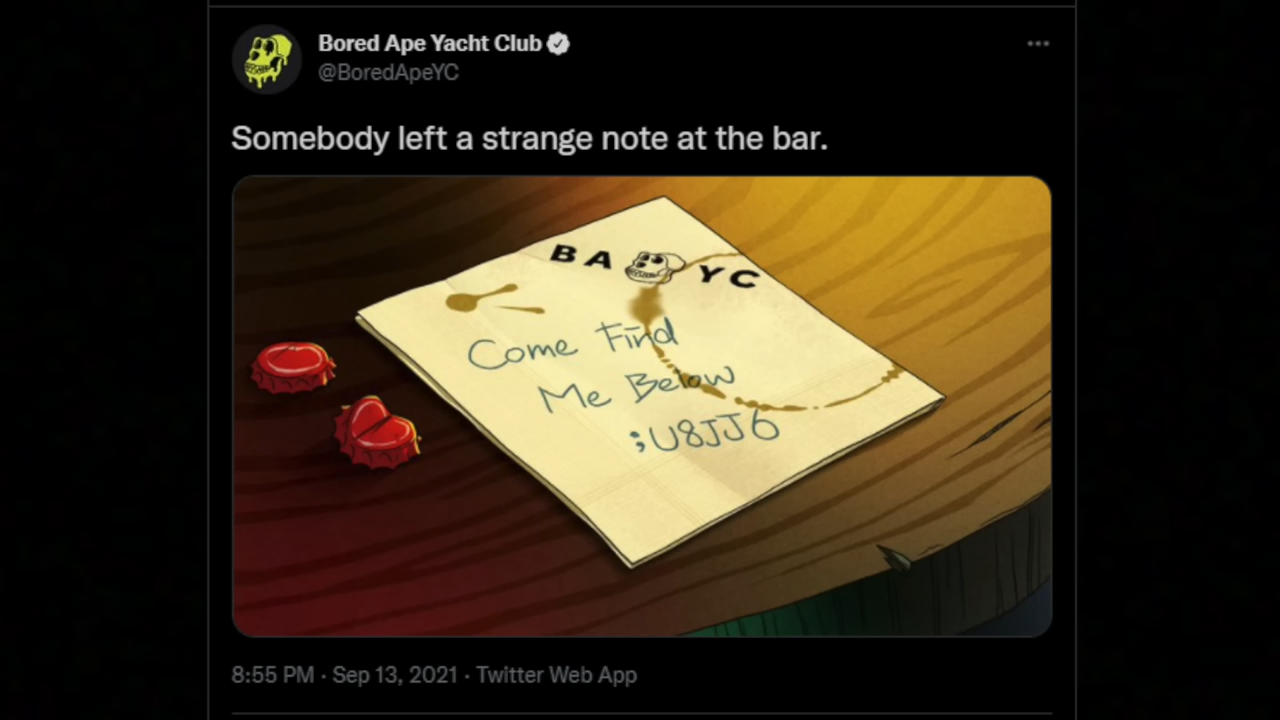 Bored Ape Yacht Club
@BoredApeYC
Somebody left a strange note at the bar.
BA YC
Come Find
Me Below
;U8JJ6
8:55 PM · Sep 13, 2021 · Twitter Web App